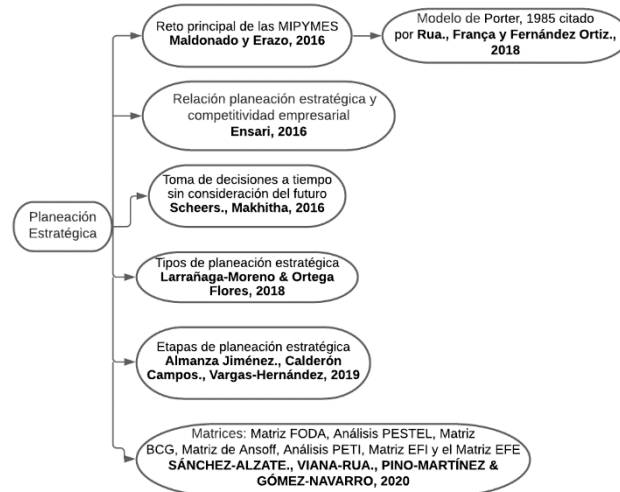 Reto principal de las MIPYMES
Maldonado y Erazo, 2016
Modelo de Porter, 1985 citado
por Rua., França y Fernández Ortiz.,
2018
Relación planeación estratégica y
competitividad empresarial
Ensari, 2016
Toma de decisiones a tiempo
sin consideración del futuro
Scheers., Makhitha, 2016
Planeación
Estratégica
Tipos de planeación estratégica
Larrañaga-Moreno & Ortega
Flores, 2018
Etapas de planeación estratégica
Almanza Jiménez., Calderón
Campos., Vargas-Hernández, 2019
Matrices: Matriz FODA, Análisis PESTEL, Matriz
BCG, Matriz de Ansoff, Análisis PETI, Matriz EFI y el Matriz EFE
SÁNCHEZ-ALZATE., VIANA-RUA., PINO-MARTÍNEZ &
GÓMEZ-NAVARRO, 2020